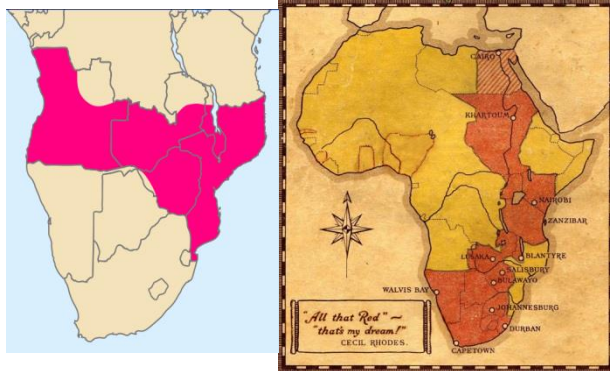 CAIRO
KHARTOUM
NAIROBI
ZANZIBAR
LUSAKA
BLANTYRE
SALISBURY
BULAWAYO
WALVIS BAY
JOHANNESBURG
DURBAN
CAPETOWN
"All that Red" ~
"that's my dream!"
CECIL RHODES.